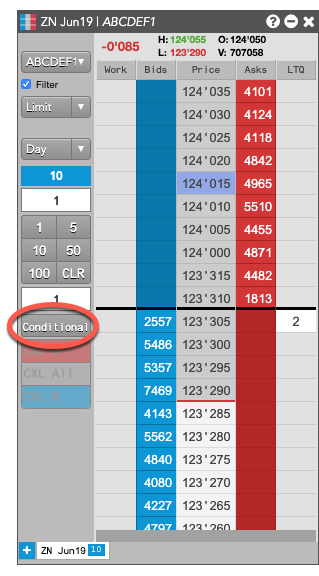 ZN Jun19 | ABCDEF1
-0'085 H: 124'055 O: 124'050
L: 123'290 V: 707058
ABCDEF1
Filter
Limit
Day
10
1
1 5
10 50
100 CLR
1
Conditional
CXL All
Work Bids Price Asks LTQ
124'035 4101
124'030 4124
124'025 4118
124'020 4842
124'015 4965
124'010 5510
124'005 4455
124'000 4871
123'315 4482
123'310 1813
2557 123'305 2
5486 123'300
5357 123'295
7469 123'290
4143 123'285
5562 123'280
4840 123'275
4080 123'270
4227 123'265
4797 123'260
+ ZN Jun19 10